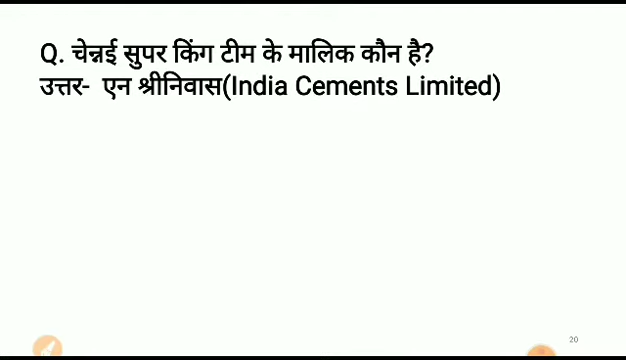 Q. चेन्नई सुपर किंग टीम के मालिक कौन है?
उत्तर- एन श्रीनिवास(India Cements Limited)
20